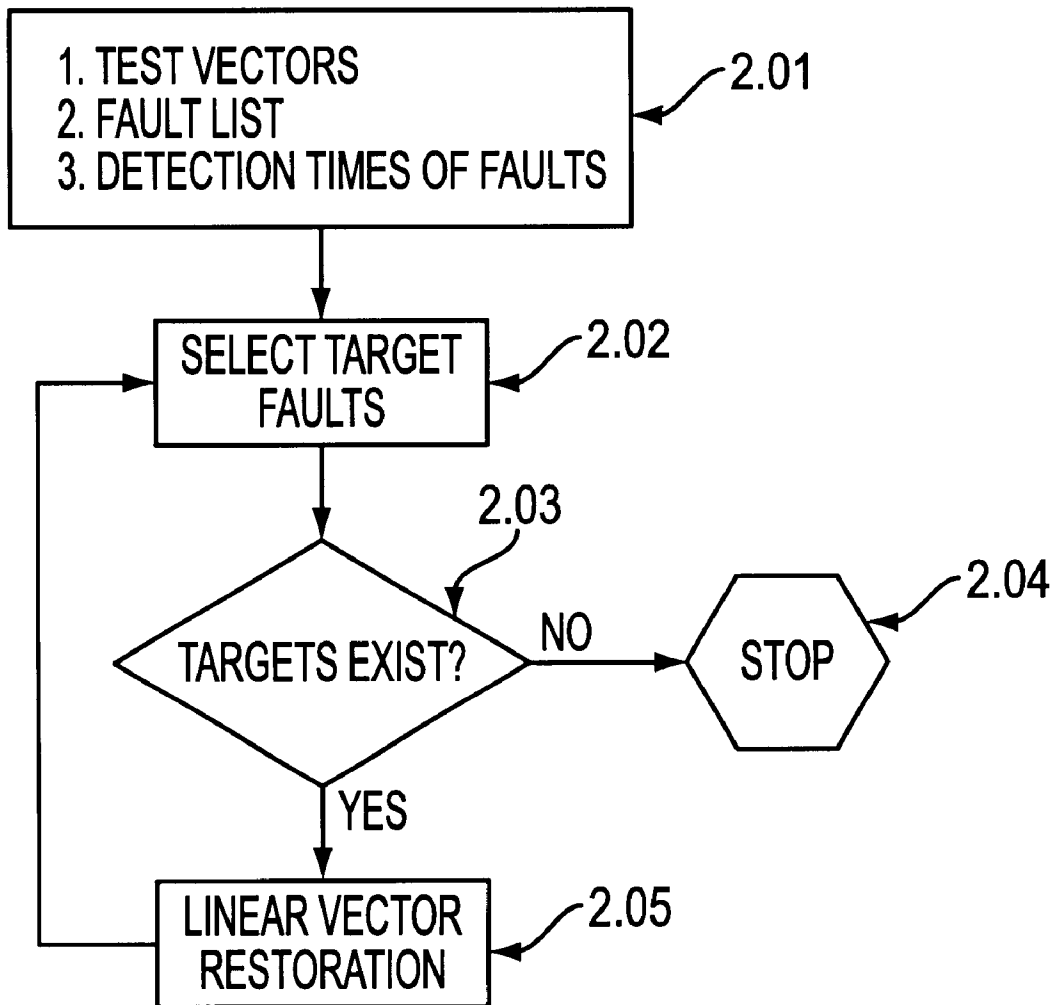 1. TEST VECTORS
2. FAULT LIST
3. DETECTION TIMES OF FAULTS
2.01
SELECT TARGET
FAULTS
2.02
2.03
TARGETS EXIST?
NO
STOP
2.04
YES
LINEAR VECTOR
RESTORATION
2.05